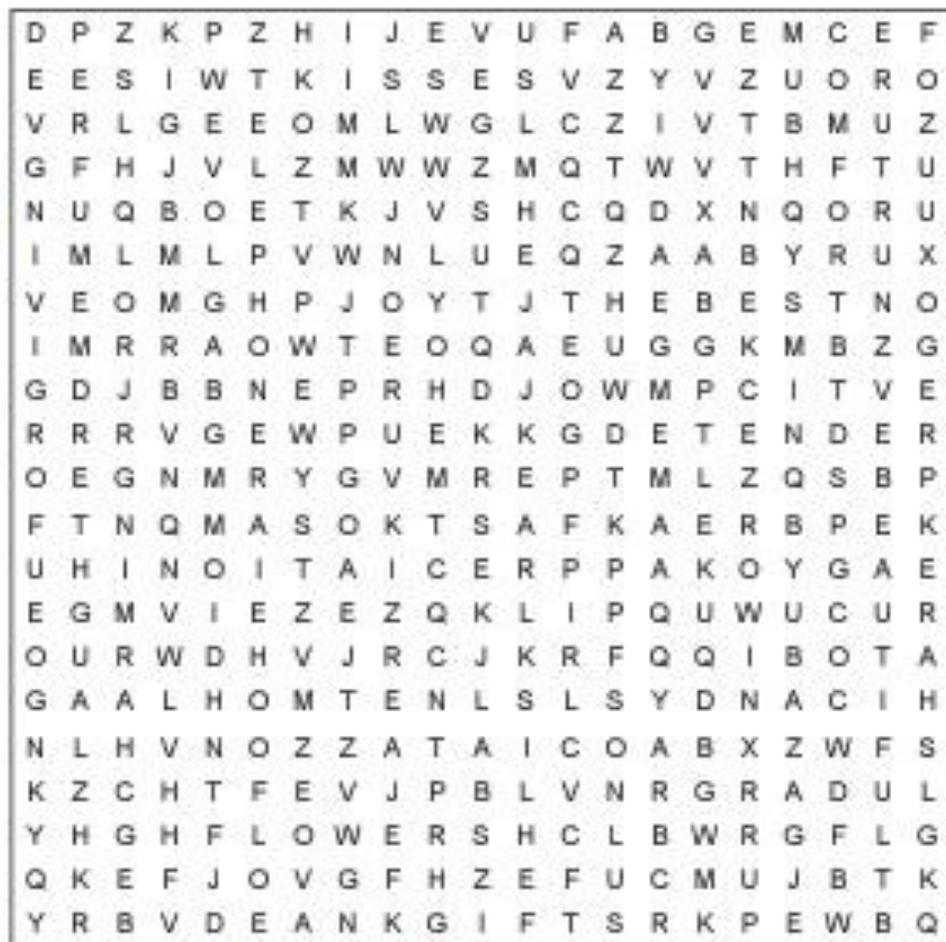 D P Z K P Z H I J E V U F A B G E M C E F
E E S I W T K I S S E S V Z Y V Z U O R O
V R L G E E O M L W G L C Z I V T B M U Z
G F H J V L Z M W W Z M Q T W V T H F T U
N U Q B O E T K J V S H C Q D X N Q O R U
I M L M L P V W N L U E Q Z A A B Y R U X
V E O M G H P J O Y T J T H E B E S T N O
I M R R A O W T E O Q A E U G G K M B Z G
G D J B B N E P R H D J O W M P C I T V E
R R R V G E W P U E K K G D E T E N D E R
O E G N M R Y G V M R E P T M L Z Q S B P
F T N Q M A S O K T S A F K A E R B P E K
U H I N O I T A I C E R P P A K O Y G A E
E G M V I E Z E Z Q K L I P Q U W U C U R
O U R W D H V J R C J K R F Q Q I B O T A
G A A L H O M T E N L S L S Y D N A C I H
N L H V N O Z Z A T A I C O A B X Z W F S
K Z C H T F E V J P B L V N R G R A D U L
Y H G H F L O W E R S H C L B W R G F L G
Q K E F J O V G F H Z E F U C M U J B T K
Y R B V D E A N K G I F T S R K P E W B Q